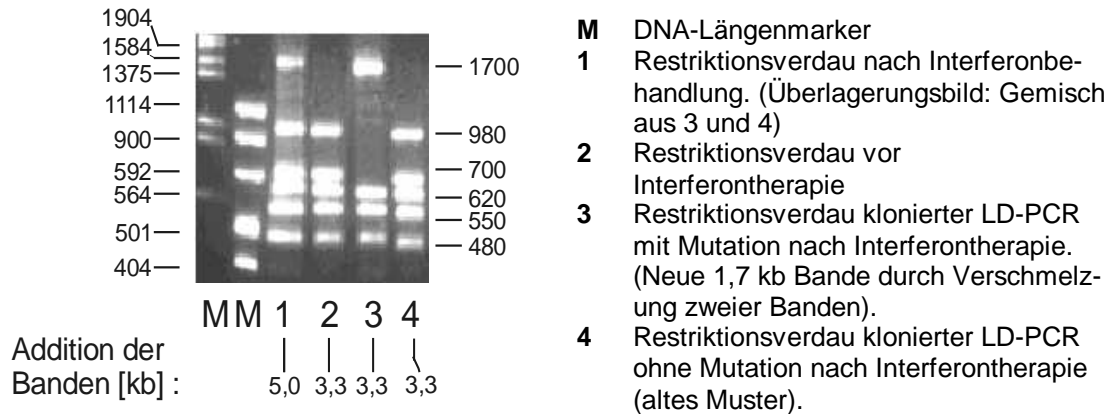 1904
1584
1375
1114
900
592
564
501
404
1700
980
700
620
550
480
M M 1 2 3 4
Addition der
Banden [kb] : 5,0 3,3 3,3 3,3
M DNA-Längenmarker
1 Restriktionsverdau nach Interferonbe-
handlung. (Überlagerungsbild: Gemisch
aus 3 und 4)
2 Restriktionsverdau vor
Interferontherapie
3 Restriktionsverdau klonierter LD-PCR
mit Mutation nach Interferontherapie.
(Neue 1,7 kb Bande durch Verschmelz-
ung zweier Banden).
4 Restriktionsverdau klonierter LD-PCR
ohne Mutation nach Interferontherapie
(altes Muster).